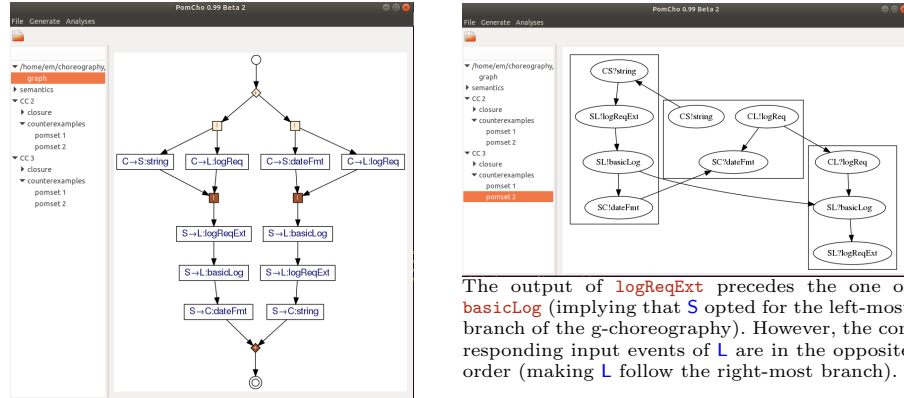 PomCho 0.99 Beta 2
File Generate Analyses
/home/em/choreography,
graph
semantics
CC 2
closure
counterexamples
pomset 1
pomset 2
CC 3
closure
counterexamples
pomset 1
pomset 2
C→S:string
C→L:logReq
C→S:dateFmt
C→L:logReq
S→L:logReqExt
S→L:basicLog
S→L:basicLog
S→L:logReqExt
S→C:dateFmt
S→C:string
PomCho 0.99 Beta 2
File Generate Analyses
/home/em/choreography,
graph
semantics
CC 2
closure
counterexamples
pomset 1
pomset 2
CC 3
closure
counterexamples
pomset 1
pomset 2
CS?string
SL!logReqExt
CS!string
CL!logReq
SL!basicLog
SC?dateFmt
CL?logReq
SC!dateFmt
SL?basicLog
SL?logReqExt
The output of logReqExt precedes the one o
basicLog (implying that S opted for the left-most
branch of the g-choreography). However, the cor
responding input events of L are in the opposite
order (making L follow the right-most branch).